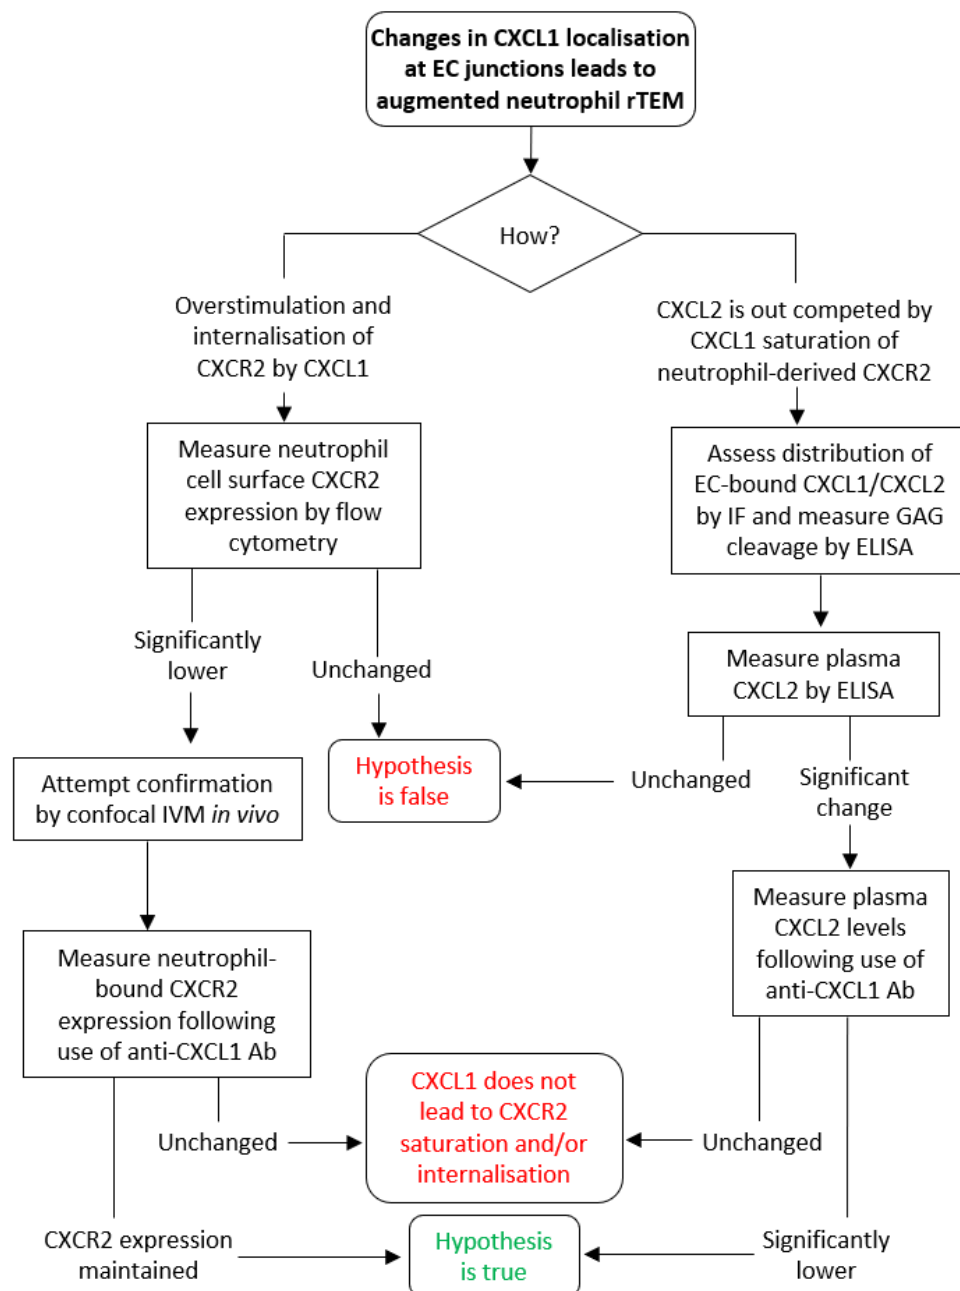 Changes in CXCL1 localisation
at EC junctions leads to
augmented neutrophil rTEM
How?
Overstimulation and
internalisation of
CXCR2 by CXCL1
CXCL2 is out competed by
CXCL1 saturation of
neutrophil-derived CXCR2
Measure neutrophil
cell surface CXCR2
expression by flow
cytometry
Assess distribution of
EC-bound CXCL1/CXCL2
by IF and measure GAG
cleavage by ELISA
Significantly
lower
Unchanged
Measure plasma
CXCL2 by ELISA
Attempt confirmation
by confocal IVM in vivo
Hypothesis
is false
Unchanged
Significant
change
Measure neutrophil-
bound CXCR2
expression following
use of anti-CXCL1 Ab
Measure plasma
CXCL2 levels
following use of
anti-CXCL1 Ab
Unchanged
CXCL1 does not
lead to CXCR2
saturation and/or
internalisation
Unchanged
CXCR2 expression
maintained
Hypothesis
is true
Significantly
lower